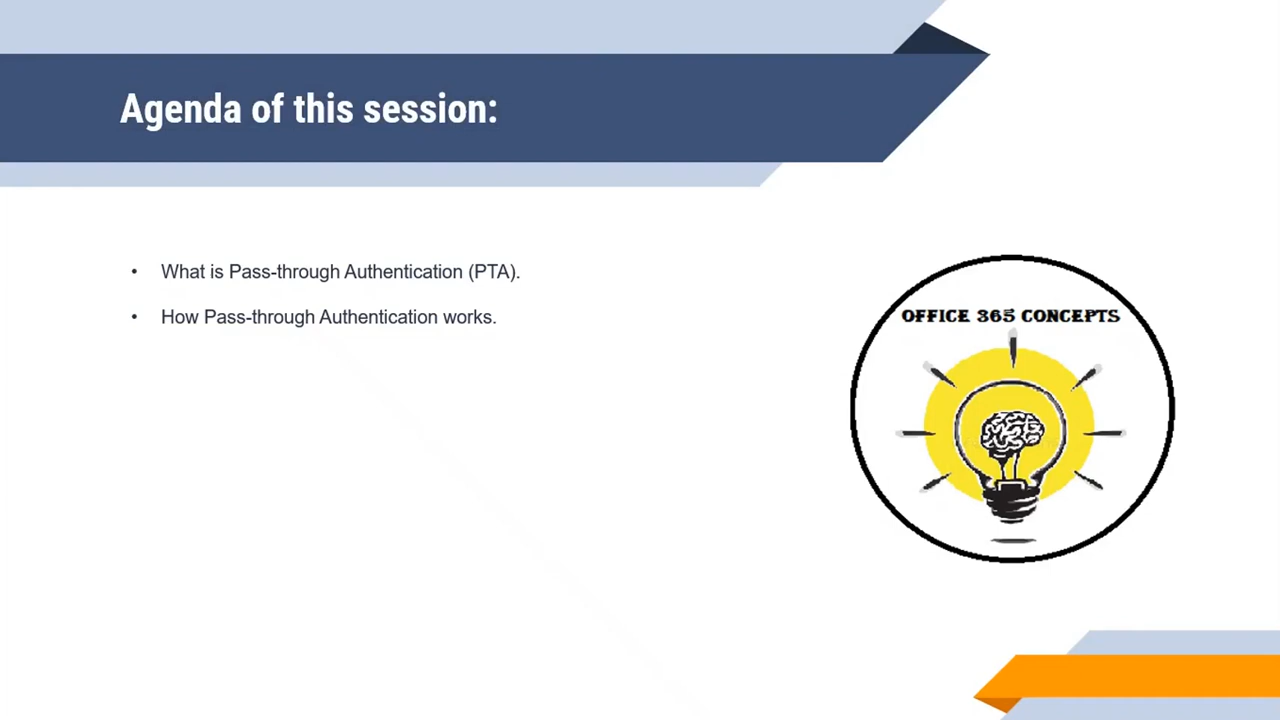 Agenda of this session:
• What is Pass-through Authentication (PTA).
• How Pass-through Authentication works.
OFFICE 365 CONCEPTS